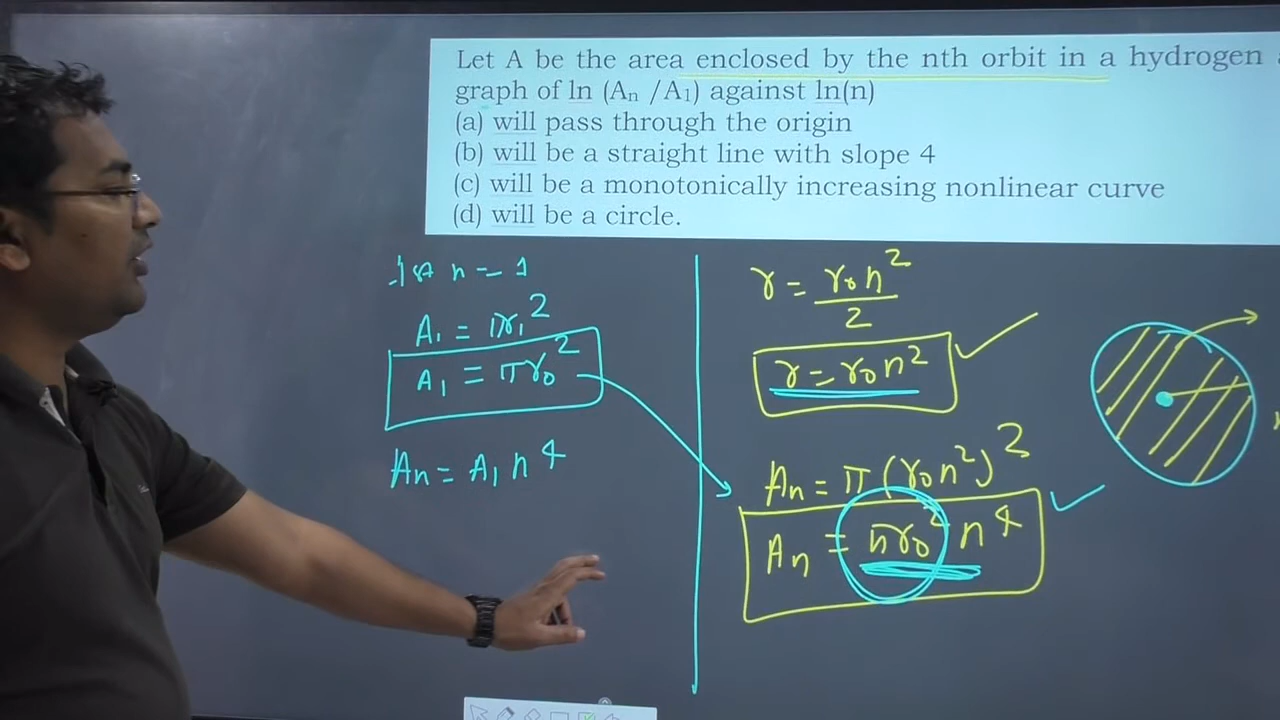 Let A be the area enclosed by the nth orbit in a hydrogen
graph of ln (Aₙ /A₁) against ln(n)
(a) will pass through the origin
(b) will be a straight line with slope 4
(c) will be a monotonically increasing nonlinear curve
(d) will be a circle.
n = 1
A₁ = πr₁²
A₁ = πr₀²
Aₙ = A₁ n⁴
r = r₀n²/2
r = r₀n²
Aₙ = π (r₀n²)²
Aₙ = πr₀² n⁴